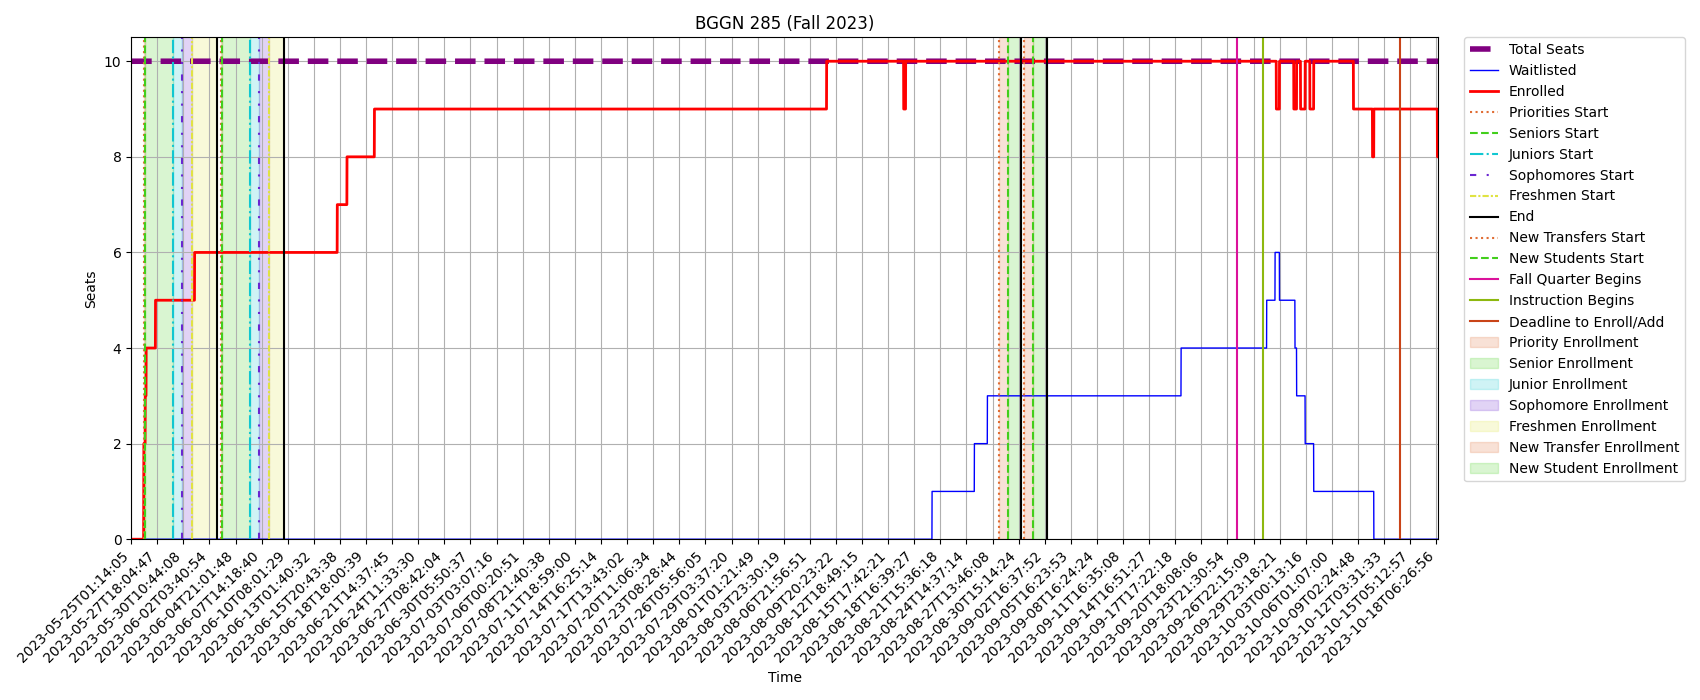 BGGN 285 (Fall 2023)
Seats
10
8
6
4
2
0
2023-05-25T01:14:05
2023-05-27T18:04:47
2023-05-30T10:44:08
2023-06-02T03:40:54
2023-06-04T21:01:48
2023-06-07T14:18:40
2023-06-10T08:01:29
2023-06-13T01:40:32
2023-06-15T20:43:38
2023-06-18T18:00:39
2023-06-21T14:37:45
2023-06-24T11:33:30
2023-06-27T08:42:04
2023-06-30T05:50:37
2023-07-03T03:07:16
2023-07-06T00:20:51
2023-07-08T21:40:38
2023-07-11T18:59:00
2023-07-14T16:25:14
2023-07-17T13:43:02
2023-07-20T11:06:34
2023-07-23T08:28:44
2023-07-26T05:56:05
2023-07-29T03:37:20
2023-08-01T01:21:49
2023-08-03T23:30:19
2023-08-06T21:56:51
2023-08-09T20:23:22
2023-08-12T18:49:15
2023-08-15T17:42:21
2023-08-18T16:39:27
2023-08-21T15:36:18
2023-08-24T14:37:14
2023-08-27T13:46:08
2023-08-30T15:14:24
2023-09-02T16:37:52
2023-09-05T16:23:53
2023-09-08T16:24:24
2023-09-11T16:35:08
2023-09-14T16:51:27
2023-09-17T17:22:18
2023-09-20T18:08:06
2023-09-23T21:30:54
2023-09-26T22:15:09
2023-09-29T23:18:21
2023-10-03T00:13:16
2023-10-06T01:07:00
2023-10-09T02:24:48
2023-10-12T03:31:33
2023-10-15T05:12:57
2023-10-18T06:26:56
Time
Total Seats
Waitlisted
Enrolled
Priorities Start
Seniors Start
Juniors Start
Sophomores Start
Freshmen Start
End
New Transfers Start
New Students Start
Fall Quarter Begins
Instruction Begins
Deadline to Enroll/Add
Priority Enrollment
Senior Enrollment
Junior Enrollment
Sophomore Enrollment
Freshmen Enrollment
New Transfer Enrollment
New Student Enrollment